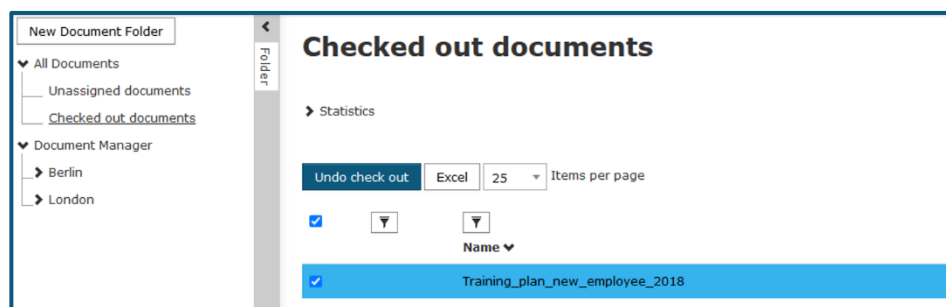 New Document Folder
All Documents
Unassigned documents
Checked out documents
Document Manager
Berlin
London
Folder
Checked out documents
Statistics
Undo check out Excel 25 Items per page
Name
Training_plan_new_employee_2018